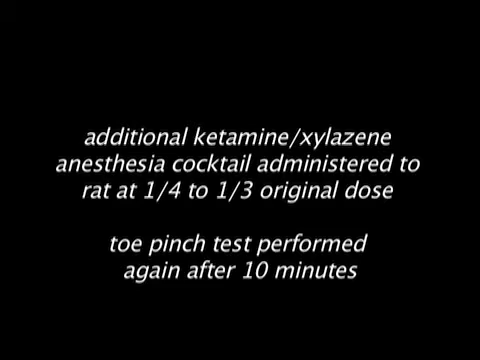 additional ketamine/xylazene
anesthesia cocktail administered to
rat at 1/4 to 1/3 original dose
toe pinch test performed
again after 10 minutes